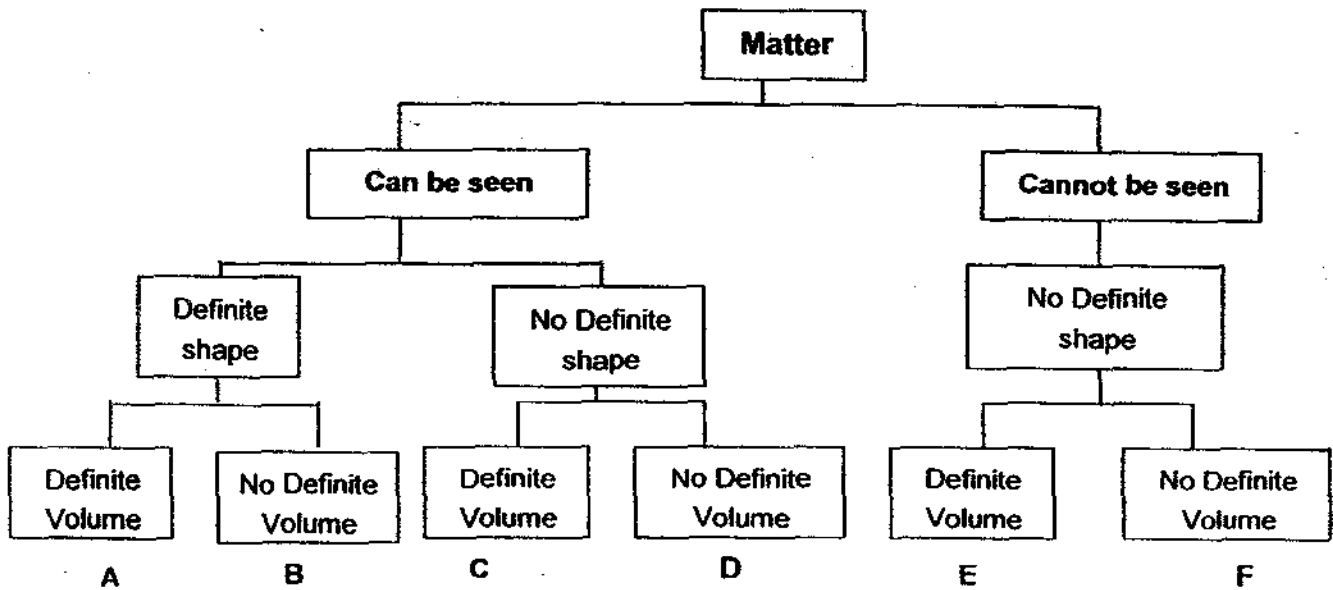 Matter
Can be seen
Cannot be seen
Definite
shape
No Definite
shape
No Definite
shape
Definite
Volume
No Definite
Volume
Definite
Volume
No Definite
Volume
Definite
Volume
No Definite
Volume
A
B
C
D
E
F